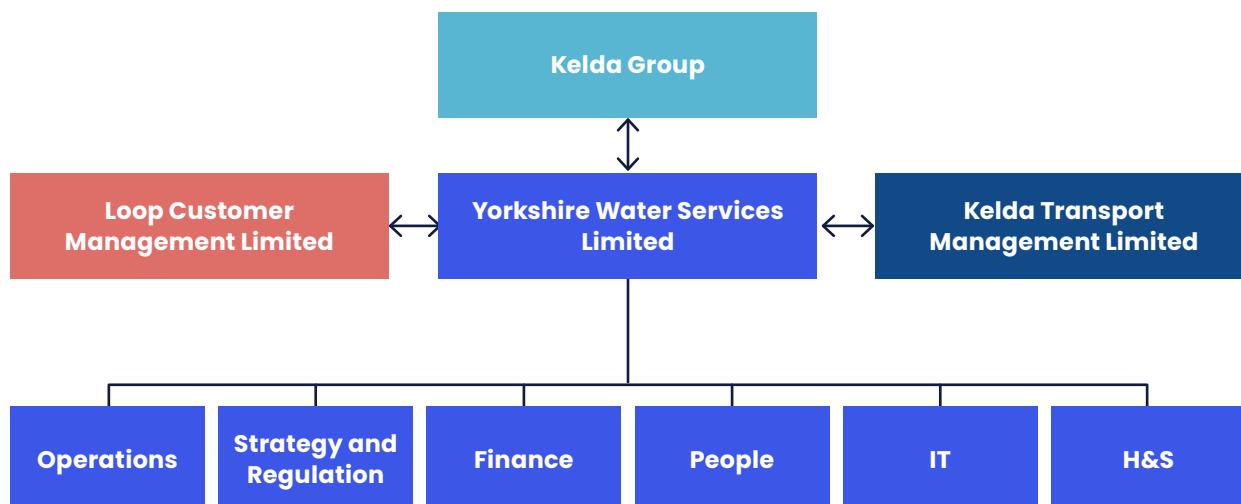 Kelda Group
Loop Customer
Management Limited
Yorkshire Water Services
Limited
Kelda Transport
Management Limited
Operations
Strategy and
Regulation
Finance
People
IT
H&S